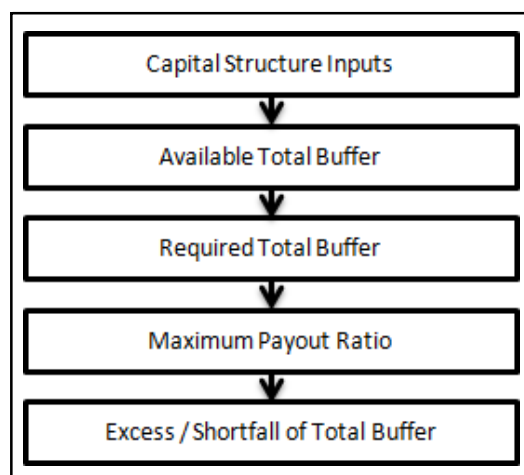 Capital Structure Inputs
Available Total Buffer
Required Total Buffer
Maximum Payout Ratio
Excess / Shortfall of Total Buffer